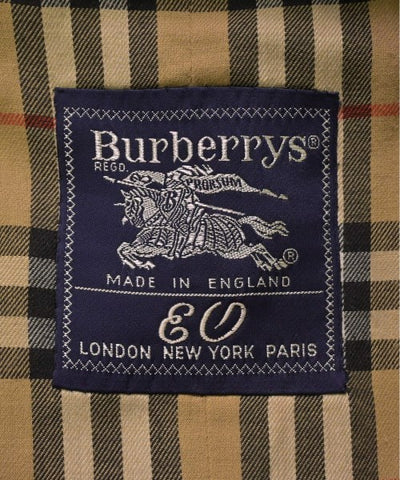 Burberrys®
REGD.
PRORSUM
B
®
MADE IN ENGLAND
EO
LONDON NEW YORK PARIS